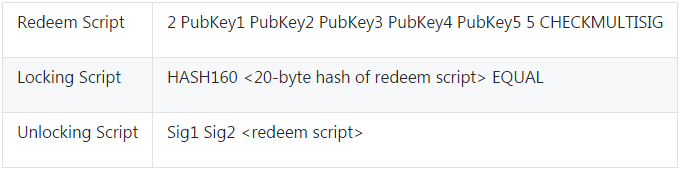 Redeem Script 2 PubKey1 PubKey2 PubKey3 PubKey4 PubKey5 5 CHECKMULTISIG
Locking Script HASH160 <20-byte hash of redeem script> EQUAL
Unlocking Script Sig1 Sig2 <redeem script>